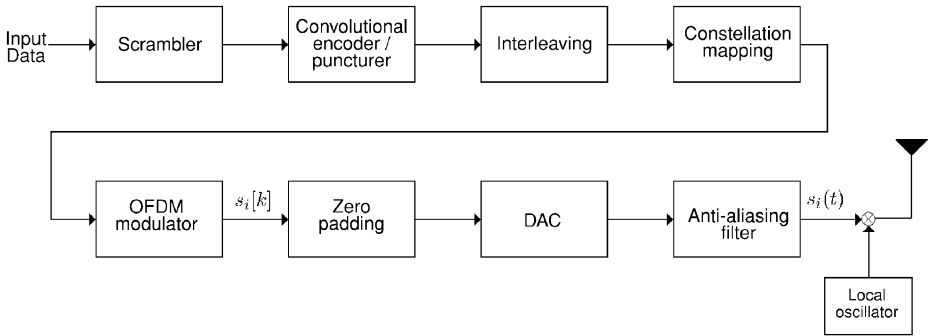 Input
Data
Scrambler
Convolutional
encoder /
puncturer
Interleaving
Constellation
mapping
OFDM
modulator
s_i[k]
Zero
padding
DAC
Anti-aliasing
filter
s_i(t)
Local
oscillator